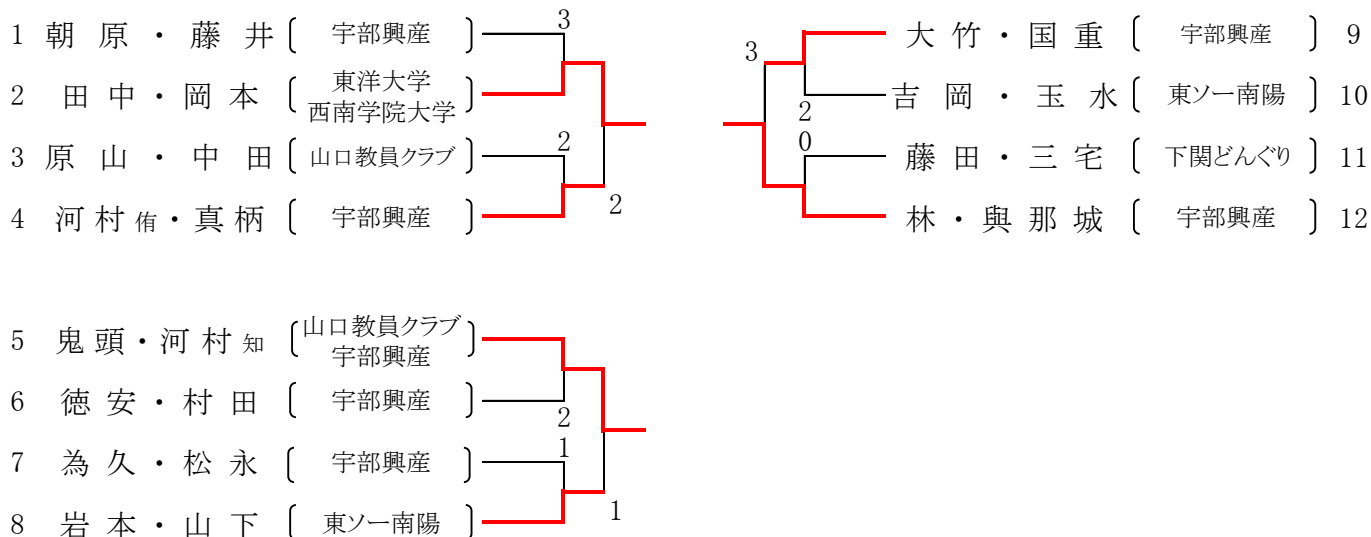 1 朝原・藤井 〔 宇部興産 〕 3
2 田中・岡本 〔 東洋大学
西南学院大学 〕
3 原山・中田 〔 山口教員クラブ 〕 2
4 河村侑・真柄 〔 宇部興産 〕 2
5 鬼頭・河村知 〔 山口教員クラブ
宇部興産 〕
6 徳安・村田 〔 宇部興産 〕 2
7 為久・松永 〔 宇部興産 〕 1
8 岩本・山下 〔 東ソー南陽 〕 1
3 大竹・国重 〔 宇部興産 〕 9
2 吉岡・玉水 〔 東ソー南陽 〕 10
0 藤田・三宅 〔 下関どんぐり 〕 11
林・與那城 〔 宇部興産 〕 12